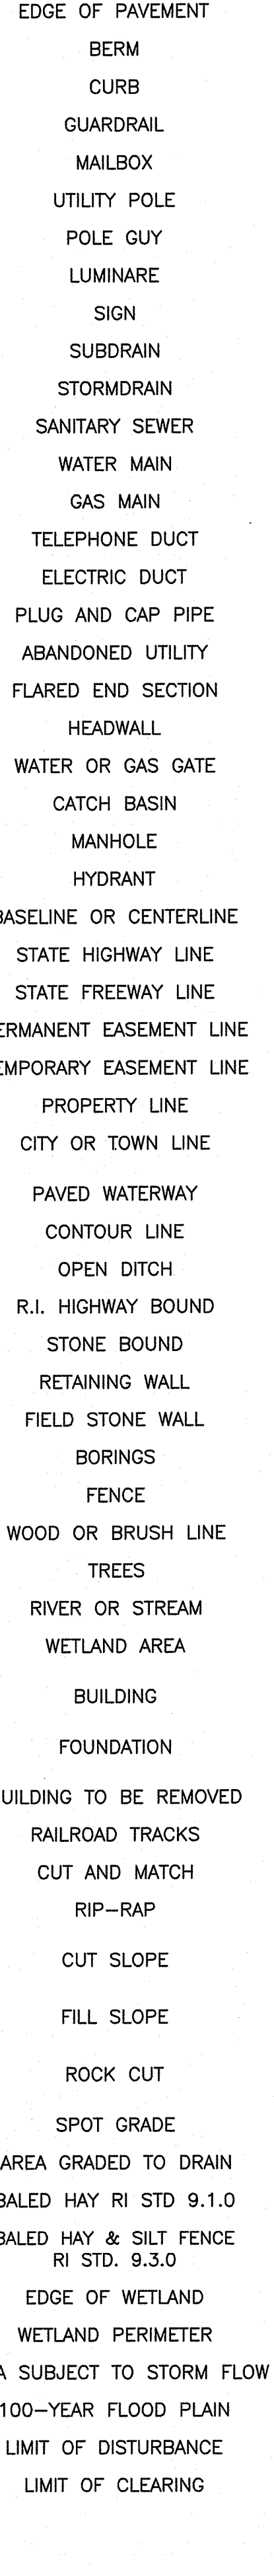 EDGE OF PAVEMENT
BERM
CURB
GUARDRAIL
MAILBOX
UTILITY POLE
POLE GUY
LUMINARE
SIGN
SUBDRAIN
STORMDRAIN
SANITARY SEWER
WATER MAIN
GAS MAIN
TELEPHONE DUCT
ELECTRIC DUCT
PLUG AND CAP PIPE
ABANDONED UTILITY
FLARED END SECTION
HEADWALL
WATER OR GAS GATE
CATCH BASIN
MANHOLE
HYDRANT
BASELINE OR CENTERLINE
STATE HIGHWAY LINE
STATE FREEWAY LINE
ERMANENT EASEMENT LINE
EMPORARY EASEMENT LINE
PROPERTY LINE
CITY OR TOWN LINE
PAVED WATERWAY
CONTOUR LINE
OPEN DITCH
R.I. HIGHWAY BOUND
STONE BOUND
RETAINING WALL
FIELD STONE WALL
BORINGS
FENCE
WOOD OR BRUSH LINE
TREES
RIVER OR STREAM
WETLAND AREA
BUILDING
FOUNDATION
UILDING TO BE REMOVED
RAILROAD TRACKS
CUT AND MATCH
RIP-RAP
CUT SLOPE
FILL SLOPE
ROCK CUT
SPOT GRADE
AREA GRADED TO DRAIN
BALED HAY RI STD 9.1.0
BALED HAY & SILT FENCE
RI STD. 9.3.0
EDGE OF WETLAND
WETLAND PERIMETER
A SUBJECT TO STORM FLOW
100-YEAR FLOOD PLAIN
LIMIT OF DISTURBANCE
LIMIT OF CLEARING